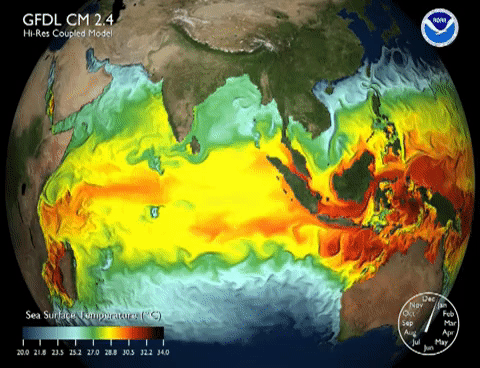 GFDL CM 2.4
Hi-Res Coupled Model
NOAA
Sea Surface Temperature (°C)
20.0 21.8 23.5 25.2 27.0 28.8 30.5 32.2 34.0
Dec
Jan
Feb
Mar
Apr
May
Jun
Jul
Aug
Sep
Oct
Nov